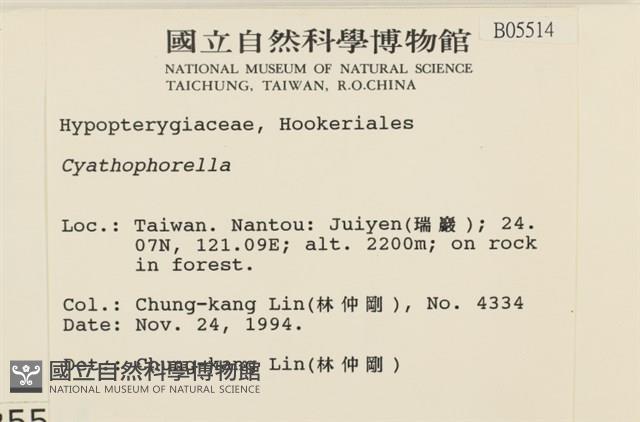 國立自然科學博物館
B05514
NATIONAL MUSEUM OF NATURAL SCIENCE
TAICHUNG, TAIWAN, R.O.CHINA
Hypopterygiaceae, Hookeriales
Cyathophorella
Loc.: Taiwan. Nantou: Juiyen(瑞巖); 24.
07N, 121.09E; alt. 2200m; on rock
in forest.
Col.: Chung-kang Lin(林仲剛), No. 4334
Date: Nov. 24, 1994.
Det.: Chung-kang Lin(林仲剛)
國立自然科學博物館
NATIONAL MUSEUM OF NATURAL SCIENCE